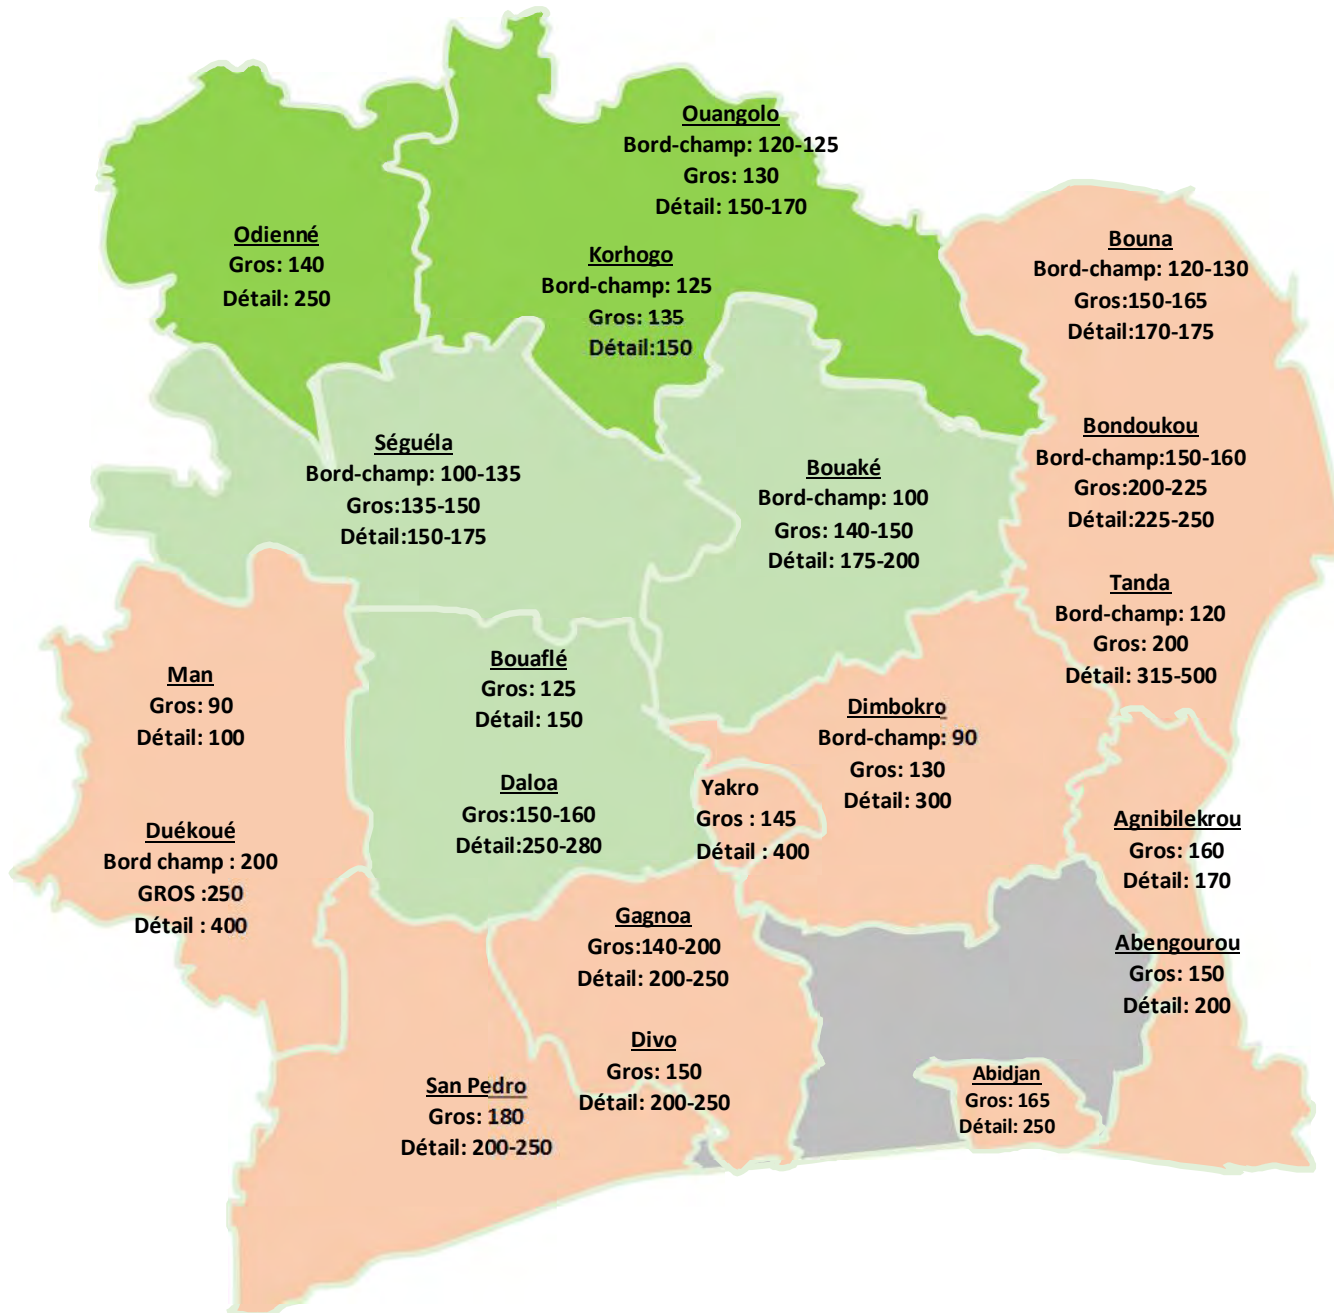 Ouangolo
Bord-champ: 120-125
Gros: 130
Détail: 150-170
Odienné
Gros: 140
Détail: 250
Korhogo
Bord-champ: 125
Gros: 135
Détail:150
Bouna
Bord-champ: 120-130
Gros:150-165
Détail:170-175
Séguéla
Bord-champ: 100-135
Gros:135-150
Détail:150-175
Bouaké
Bord-champ: 100
Gros: 140-150
Détail: 175-200
Bondoukou
Bord-champ:150-160
Gros:200-225
Détail:225-250
Tanda
Bord-champ: 120
Gros: 200
Détail: 315-500
Man
Gros: 90
Détail: 100
Bouaflé
Gros: 125
Détail: 150
Dimbokro
Bord-champ: 90
Gros: 130
Détail: 300
Daloa
Gros:150-160
Détail:250-280
Yakro
Gros : 145
Détail : 400
Duékoué
Bord champ : 200
GROS :250
Détail : 400
Agnibilekrou
Gros: 160
Détail: 170
Gagnoa
Gros:140-200
Détail: 200-250
Abengourou
Gros: 150
Détail: 200
Divo
Gros: 150
Détail: 200-250
San Pedro
Gros: 180
Détail: 200-250
Abidjan
Gros: 165
Détail: 250